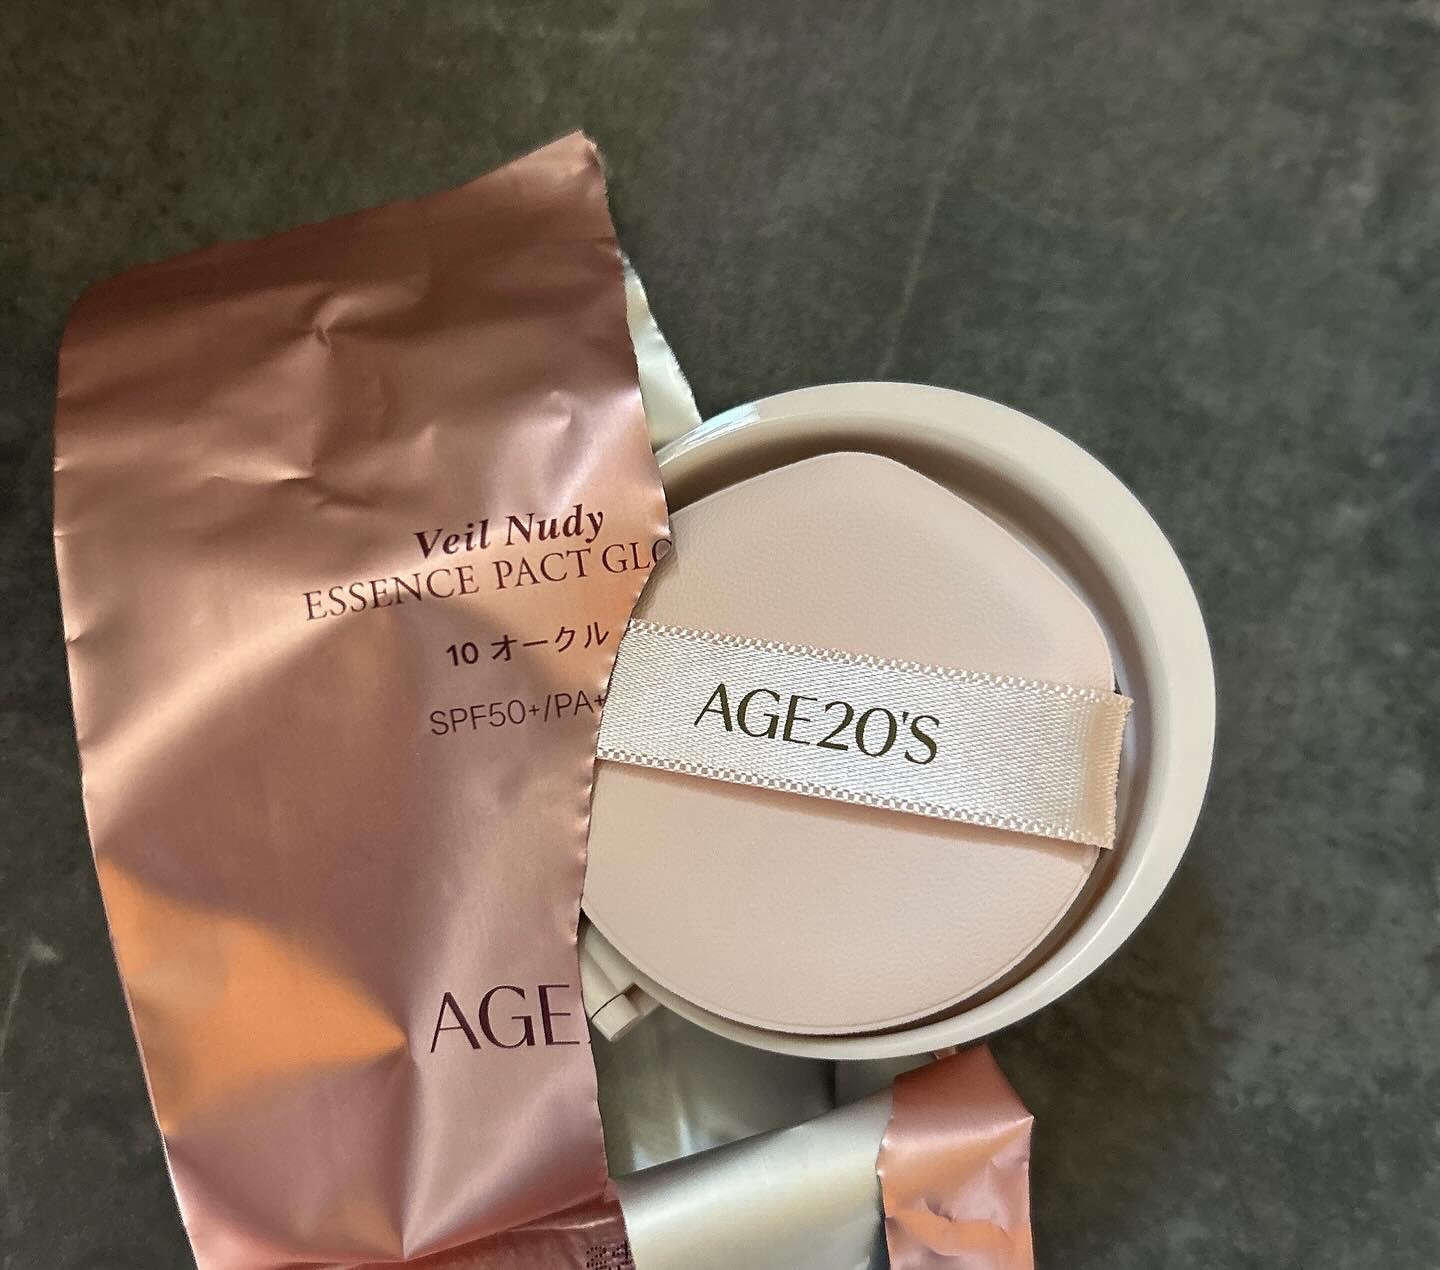 Veil Nudy
ESSENCE PACT GLO
10 オークル
SPF50+/PA+
AGE20'S
AGE